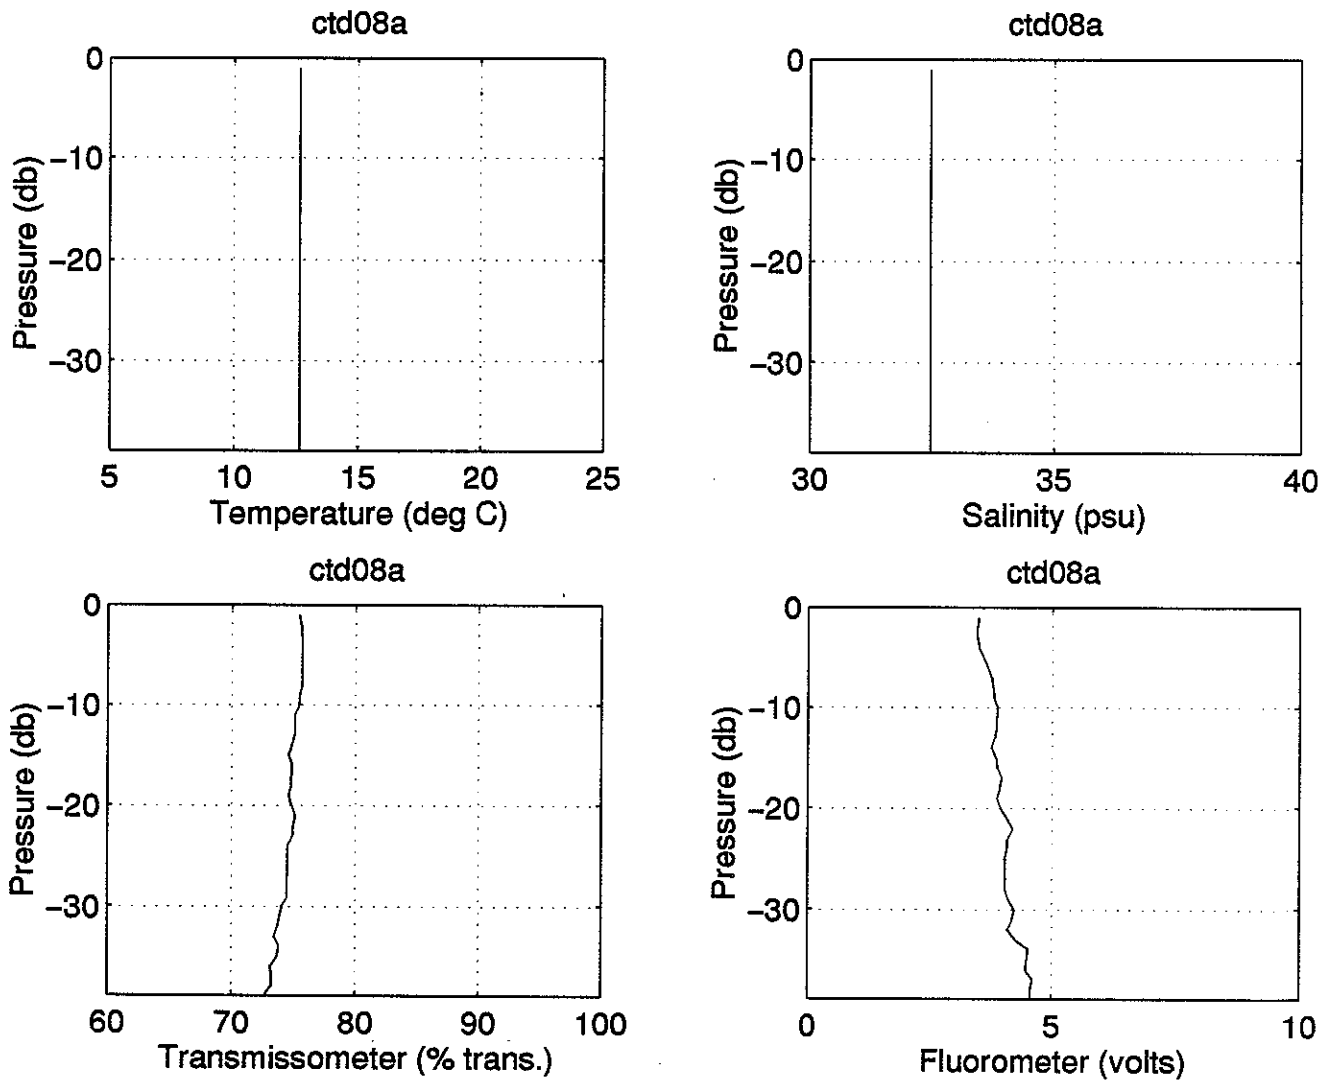 ctd08a
0
−10
−20
−30
Pressure (db)
5 10 15 20 25
Temperature (deg C)
ctd08a
0
−10
−20
−30
Pressure (db)
30 35 40
Salinity (psu)
ctd08a
0
−10
−20
−30
Pressure (db)
60 70 80 90 100
Transmissometer (% trans.)
ctd08a
0
−10
−20
−30
Pressure (db)
0 5 10
Fluorometer (volts)